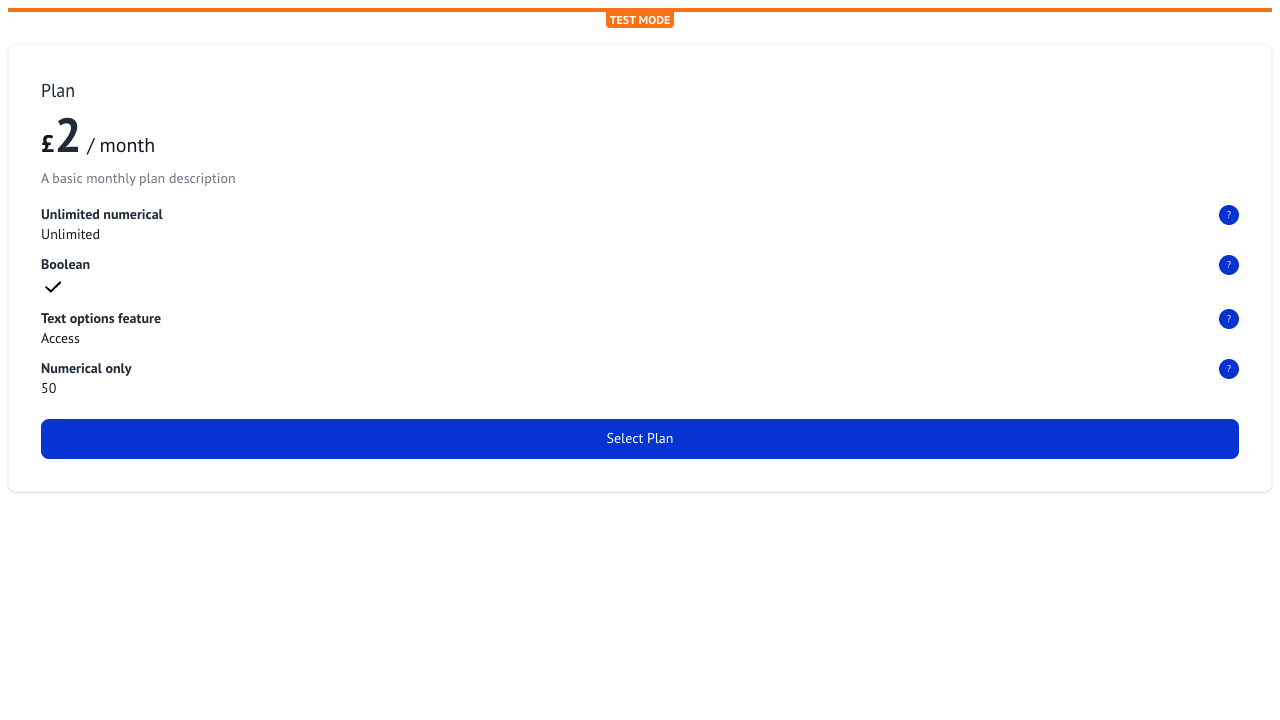 TEST MODE
Plan
£2 / month
A basic monthly plan description
Unlimited numerical
?
Unlimited
Boolean
?
Text options feature
?
Access
Numerical only
?
50
Select Plan